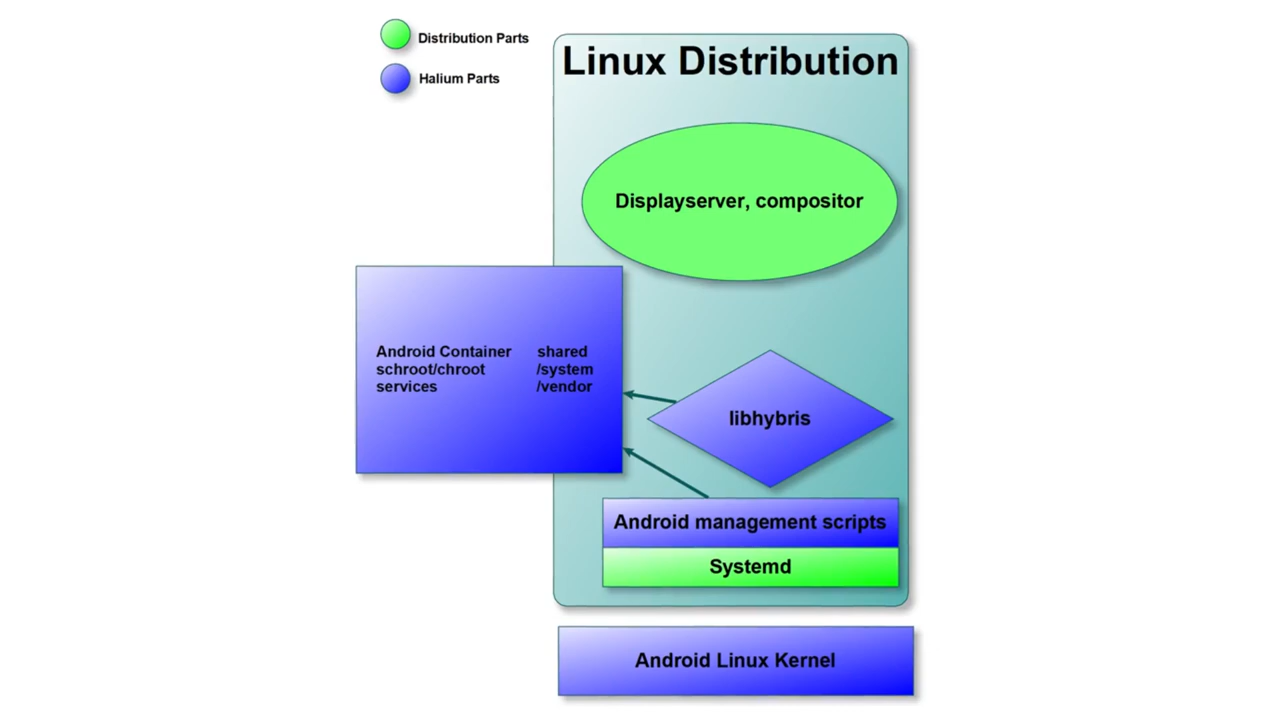 Distribution Parts
Halium Parts
Linux Distribution
Displayserver, compositor
Android Container shared
schroot/chroot /system
services /vendor
libhybris
Android management scripts
Systemd
Android Linux Kernel